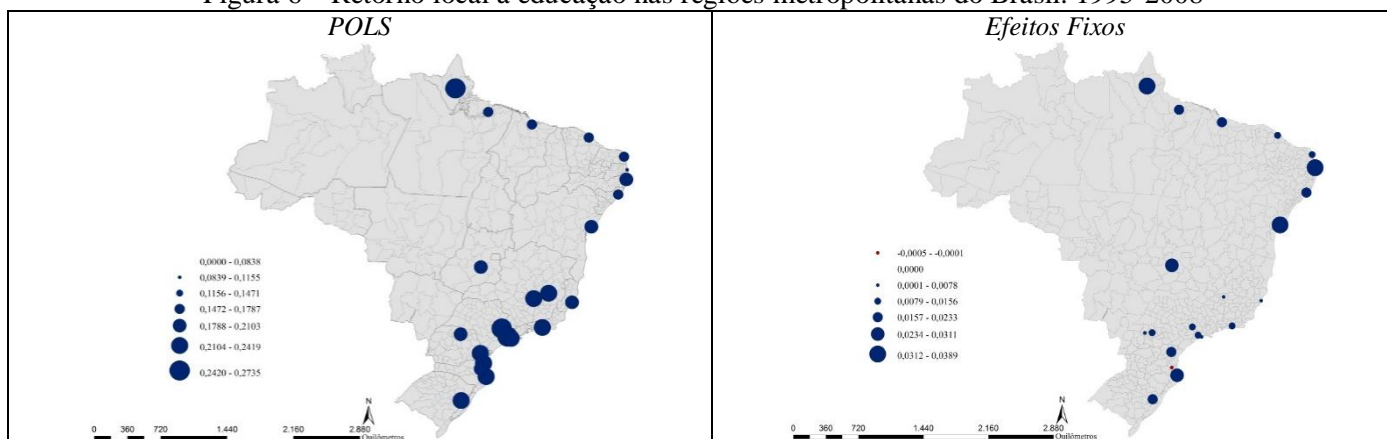 Figura 6 – Retorno local à educação nas regiões metropolitanas do Brasil: 1995-2008
POLS
0,0000 - 0,0838
0,0839 - 0,1155
0,1156 - 0,1471
0,1472 - 0,1787
0,1788 - 0,2103
0,2104 - 0,2419
0,2420 - 0,2735
N
0 360 720 1.440 2.160 2.880
Quilômetros
Efeitos Fixos
-0,0005 - -0,0001
0,0000
0,0001 - 0,0078
0,0079 - 0,0156
0,0157 - 0,0233
0,0234 - 0,0311
0,0312 - 0,0389
N
0 360 720 1.440 2.160 2.880
Quilômetros